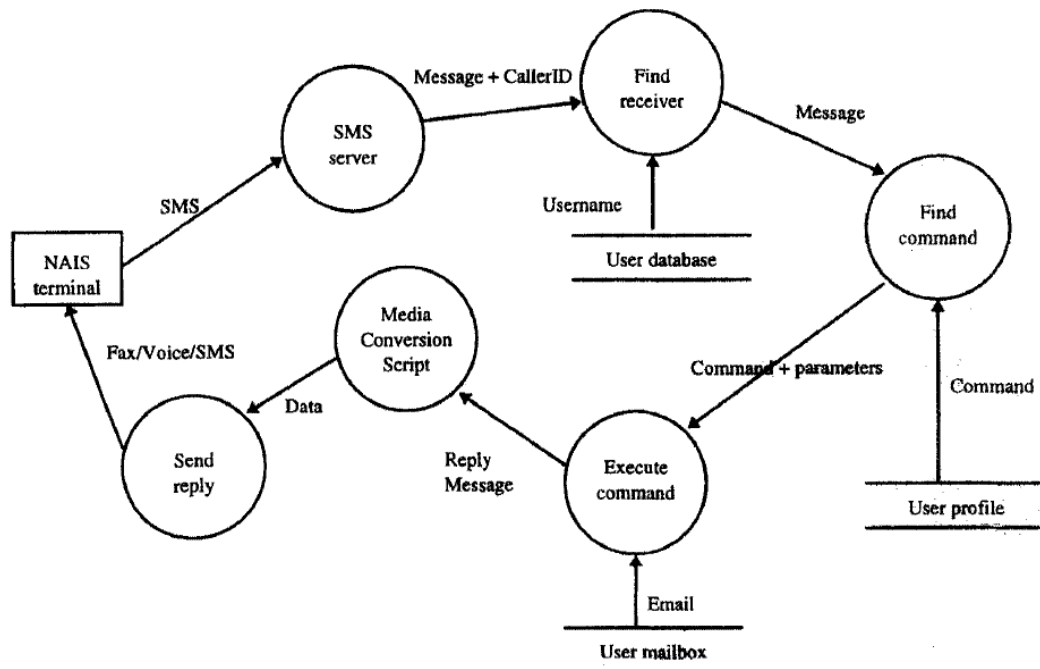 Message + CallerID
Find
receiver
Message
SMS
server
SMS
Username
Find
command
User database
NAIS
terminal
Media
Conversion
Script
Fax/Voice/SMS
Command + parameters
Command
Data
Send
reply
Reply
Message
Execute
command
User profile
Email
User mailbox